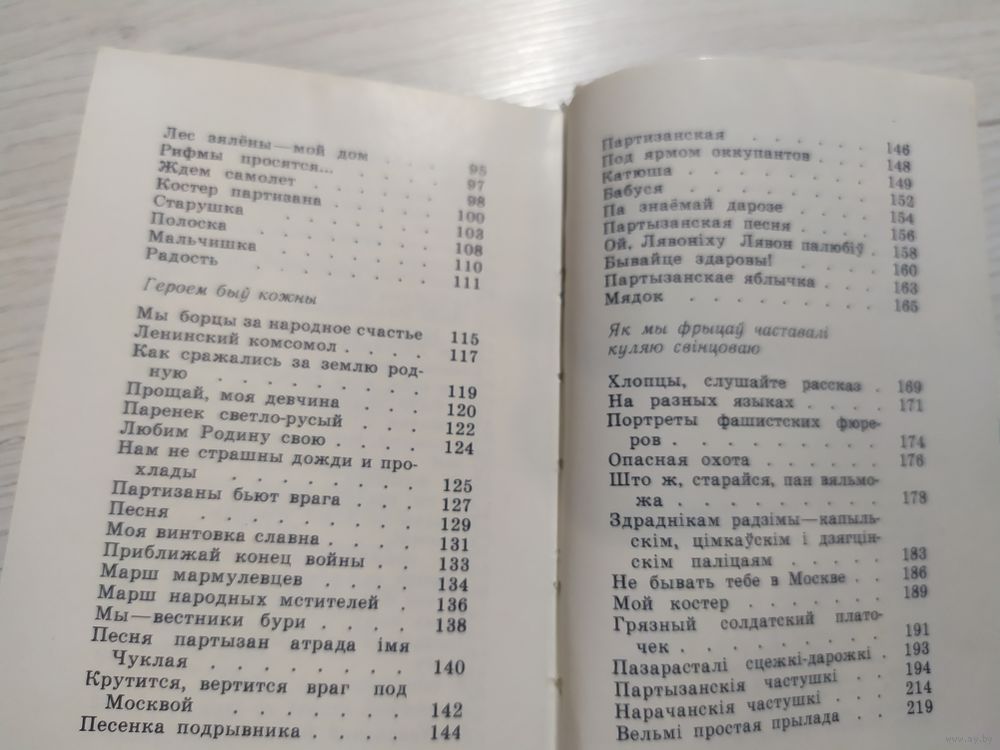 Лес зялёны—мой дом . . . 95
Рифмы просятся... . . . . 97
Ждем самолет . . . . . 98
Костер партизана . . . . . 100
Старушка . . . . . . 103
Полоска . . . . . . 108
Мальчишка . . . . . . 110
Радость . . . . . . 111
Героем быў кожны
Мы борцы за народное счастье 115
Ленинский комсомол . . . . 117
Как сражались за землю род-
ную . . . . . . . 119
Прощай, моя девчина . . . 120
Паренек светло-русый . . . 122
Любим Родину свою . . . . 124
Нам не страшны дожди и про-
хлады . . . . . . . 125
Партизаны бьют врага . . . 127
Песня . . . . . . . . 129
Моя винтовка славна . . . . 131
Приближай конец войны . . . 133
Марш мармулевцев . . . . 134
Марш народных мстителей . 136
Мы—вестники бури . . . . 138
Песня партызан атрада імя
Чуклая . . . . . . . 140
Крутится, вертится враг под
Москвой . . . . . . 142
Песенка подрывника . . . . 144
Партизанская . . . . . . 146
Под ярмом оккупантов . . . 148
Катюша . . . . . . . 149
Бабуся . . . . . . . 152
Па знаёмай дарозе . . . . 154
Партызанская песня . . . . 156
Ой, Лявоніху Лявон палюбіў . 158
Бывайце здаровы! . . . . 160
Партызанскае яблычка . . . 163
Мядок . . . . . . . 165
Як мы фрыцаў частавалі
куляю свінцоваю
Хлопцы, слушайте рассказ . 169
На разных языках . . . . 171
Портреты фашистских фюре-
ров . . . . . . . . 174
Опасная охота . . . . . 176
Што ж, старайся, пан вяльмо-
жа . . . . . . . . 178
Здраднікам радзімы—капыль-
скім, цімкаўскім і дзягцін-
скім паліцаям . . . . . 183
Не бывать тебе в Москве . . 186
Мой костер . . . . . . 189
Грязный солдатский плато-
чек . . . . . . . . 191
Пазарасталі сцежкі-дарожкі . 193
Партызанскія частушкі . . . 194
Нарачанскія частушкі . . . 214
Вельмі простая прылада . . 219
www.ay.by